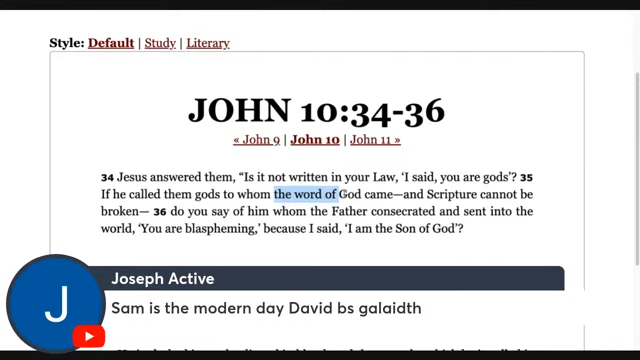 Style: Default | Study | Literary
JOHN 10:34-36
« John 9 | John 10 | John 11 »
34 Jesus answered them, “Is it not written in your Law, ‘I said, you are gods’? 35
If he called them gods to whom the word of God came—and Scripture cannot be
broken— 36 do you say of him whom the Father consecrated and sent into the
world, ‘You are blaspheming,’ because I said, ‘I am the Son of God’?
J
Joseph Active
Sam is the modern day David bs galaidth